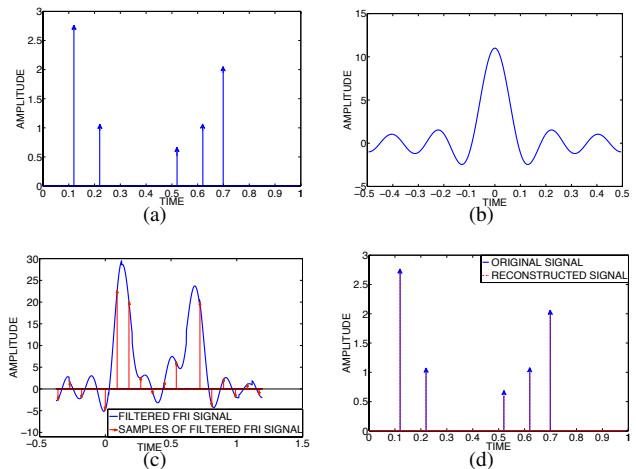 3
2.5
2
1.5
1
0.5
0
0 0.1 0.2 0.3 0.4 0.5 0.6 0.7 0.8 0.9 1
AMPLITUDE
TIME
(a)
15
10
5
0
−5
−0.5 −0.4 −0.3 −0.2 −0.1 0 0.1 0.2 0.3 0.4 0.5
AMPLITUDE
TIME
(b)
30
25
20
15
10
5
0
−5
−10
−0.5 0 0.5 1 1.5
AMPLITUDE
FILTERED FRI SIGNAL
SAMPLES OF FILTERED FRI SIGNAL
TIME
(c)
3
2.5
2
1.5
1
0.5
0
0 0.1 0.2 0.3 0.4 0.5 0.6 0.7 0.8 0.9 1
AMPLITUDE
ORIGINAL SIGNAL
RECONSTRUCTED SIGNAL
TIME
(d)